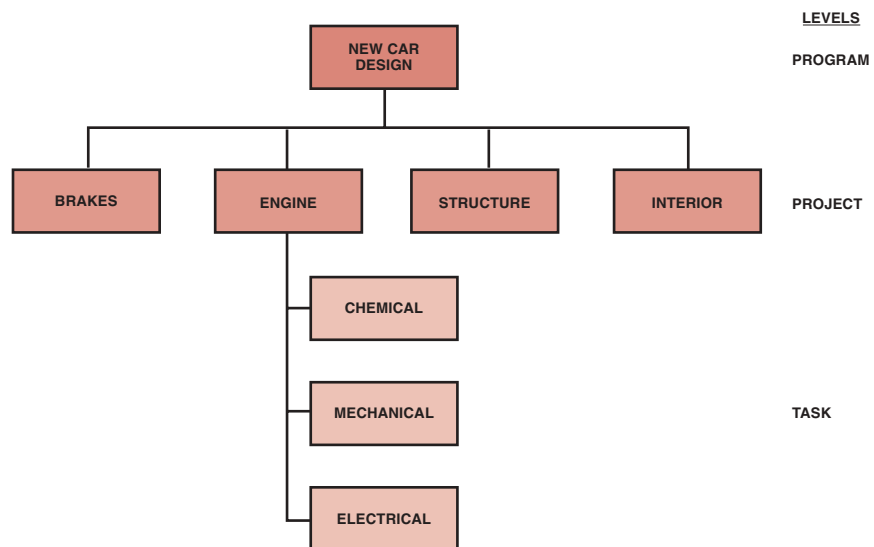 LEVELS
NEW CAR
DESIGN
PROGRAM
BRAKES
ENGINE
STRUCTURE
INTERIOR
PROJECT
CHEMICAL
MECHANICAL
TASK
ELECTRICAL